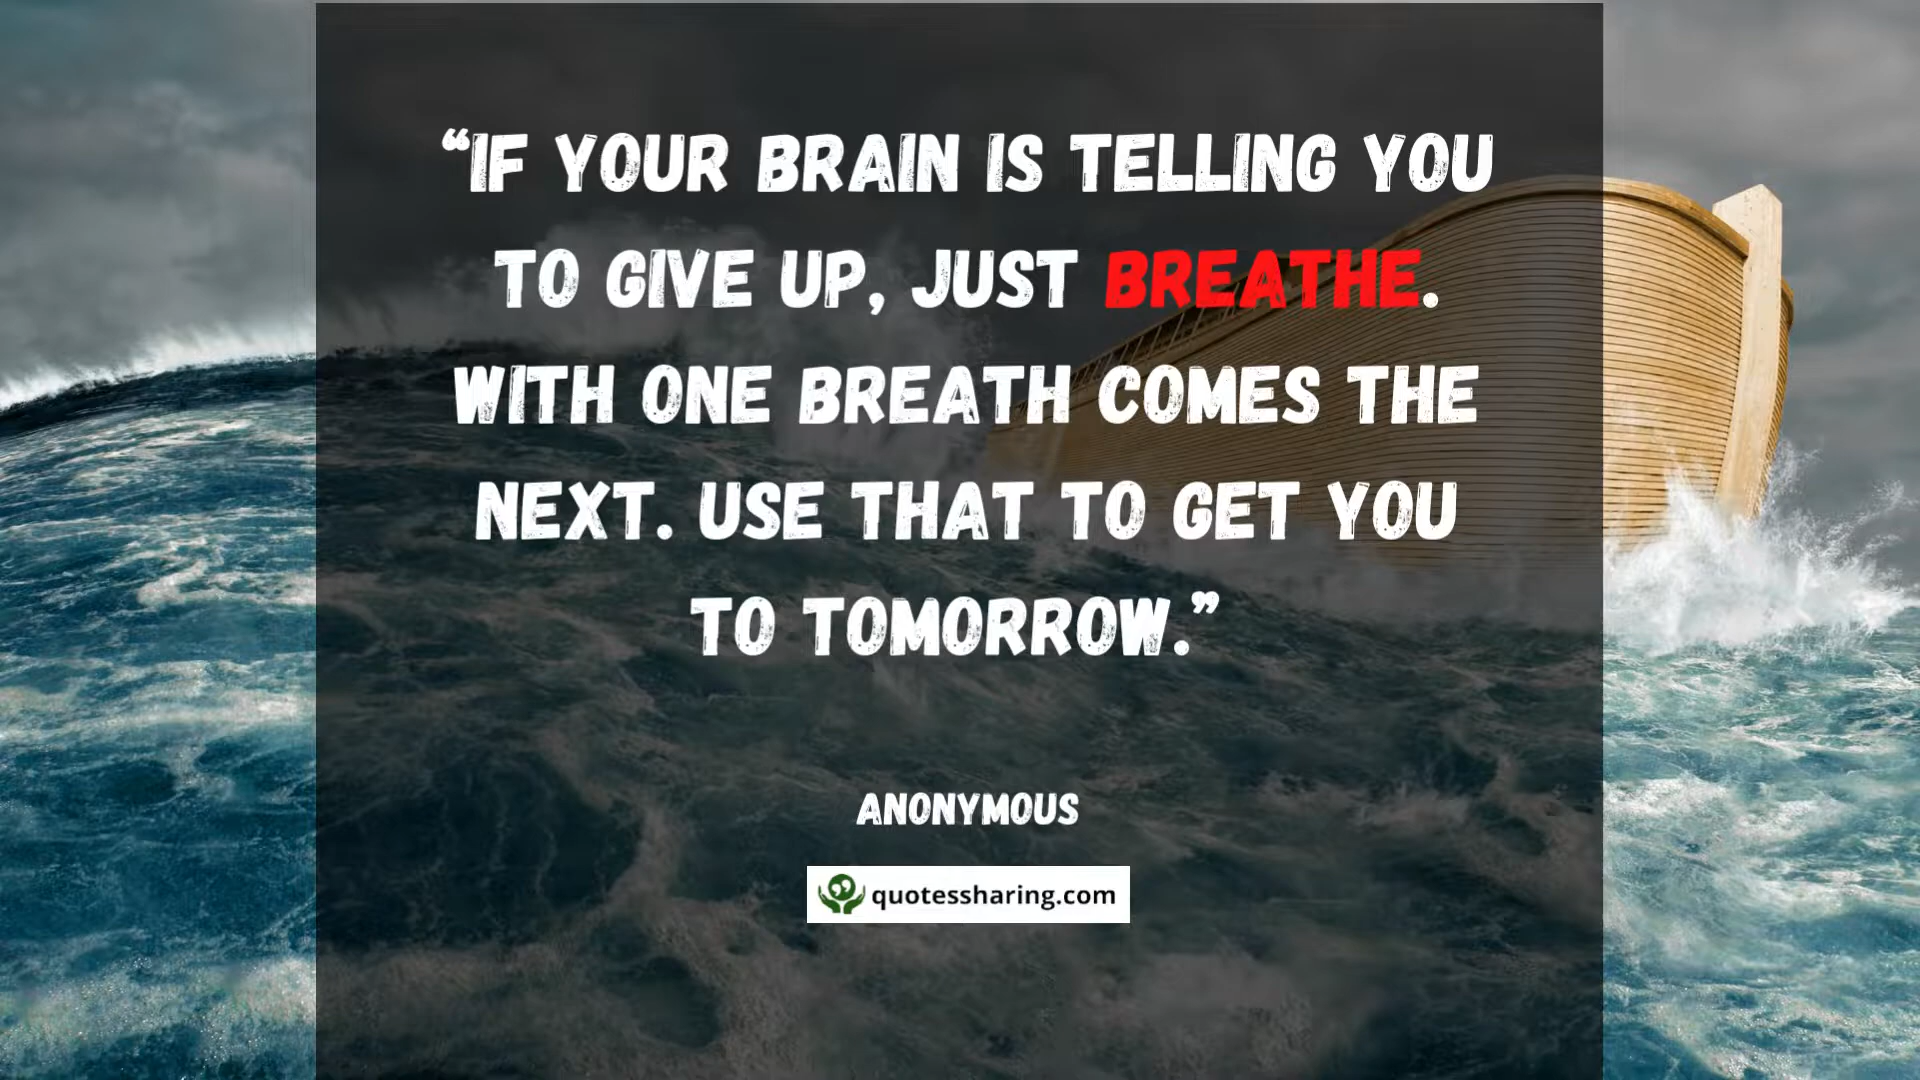 “IF YOUR BRAIN IS TELLING YOU
TO GIVE UP, JUST BREATHE.
WITH ONE BREATH COMES THE
NEXT. USE THAT TO GET YOU
TO TOMORROW.”
ANONYMOUS
quotessharing.com